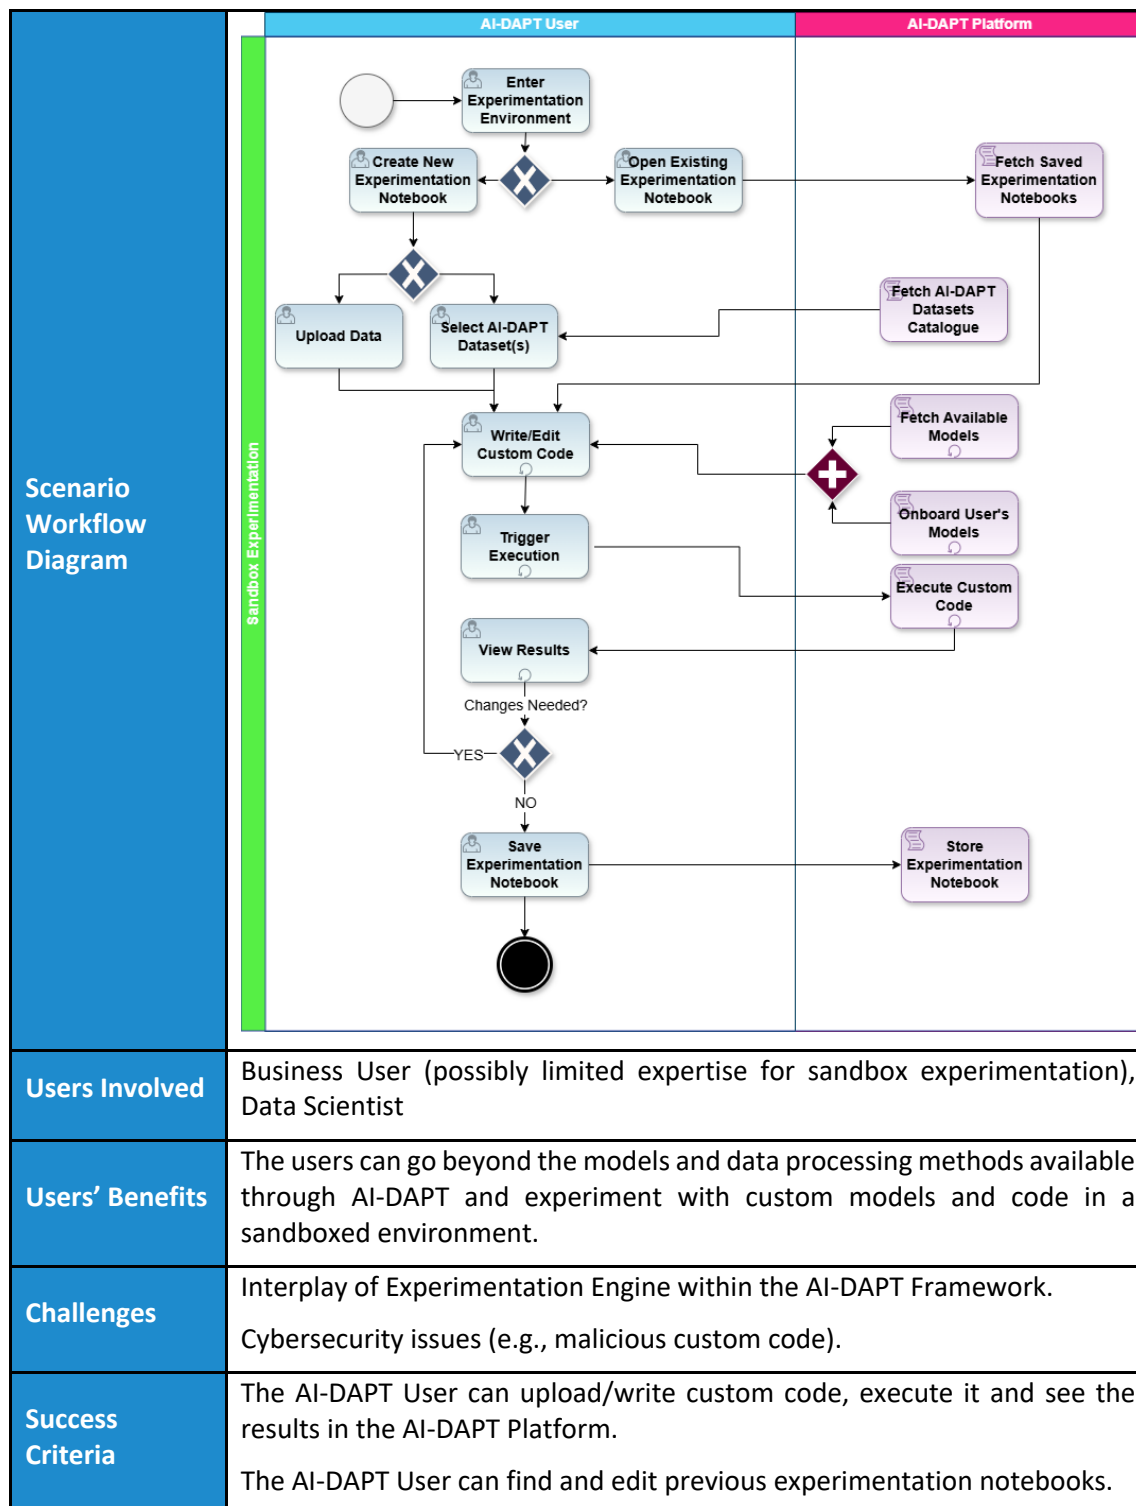 Scenario
Workflow
Diagram
AI-DAPT User
AI-DAPT Platform
Sandbox Experimentation
Enter
Experimentation
Environment
Create New
Experimentation
Notebook
Open Existing
Experimentation
Notebook
Fetch Saved
Experimentation
Notebooks
Upload Data
Select AI-DAPT
Dataset(s)
Fetch AI-DAPT
Datasets
Catalogue
Write/Edit
Custom Code
Fetch Available
Models
Onboard User's
Models
Trigger
Execution
Execute Custom
Code
View Results
Changes Needed?
YES
NO
Save
Experimentation
Notebook
Store
Experimentation
Notebook
Users Involved
Business User (possibly limited expertise for sandbox experimentation),
Data Scientist
Users’ Benefits
The users can go beyond the models and data processing methods available
through AI-DAPT and experiment with custom models and code in a
sandboxed environment.
Challenges
Interplay of Experimentation Engine within the AI-DAPT Framework.
Cybersecurity issues (e.g., malicious custom code).
Success
Criteria
The AI-DAPT User can upload/write custom code, execute it and see the
results in the AI-DAPT Platform.
The AI-DAPT User can find and edit previous experimentation notebooks.